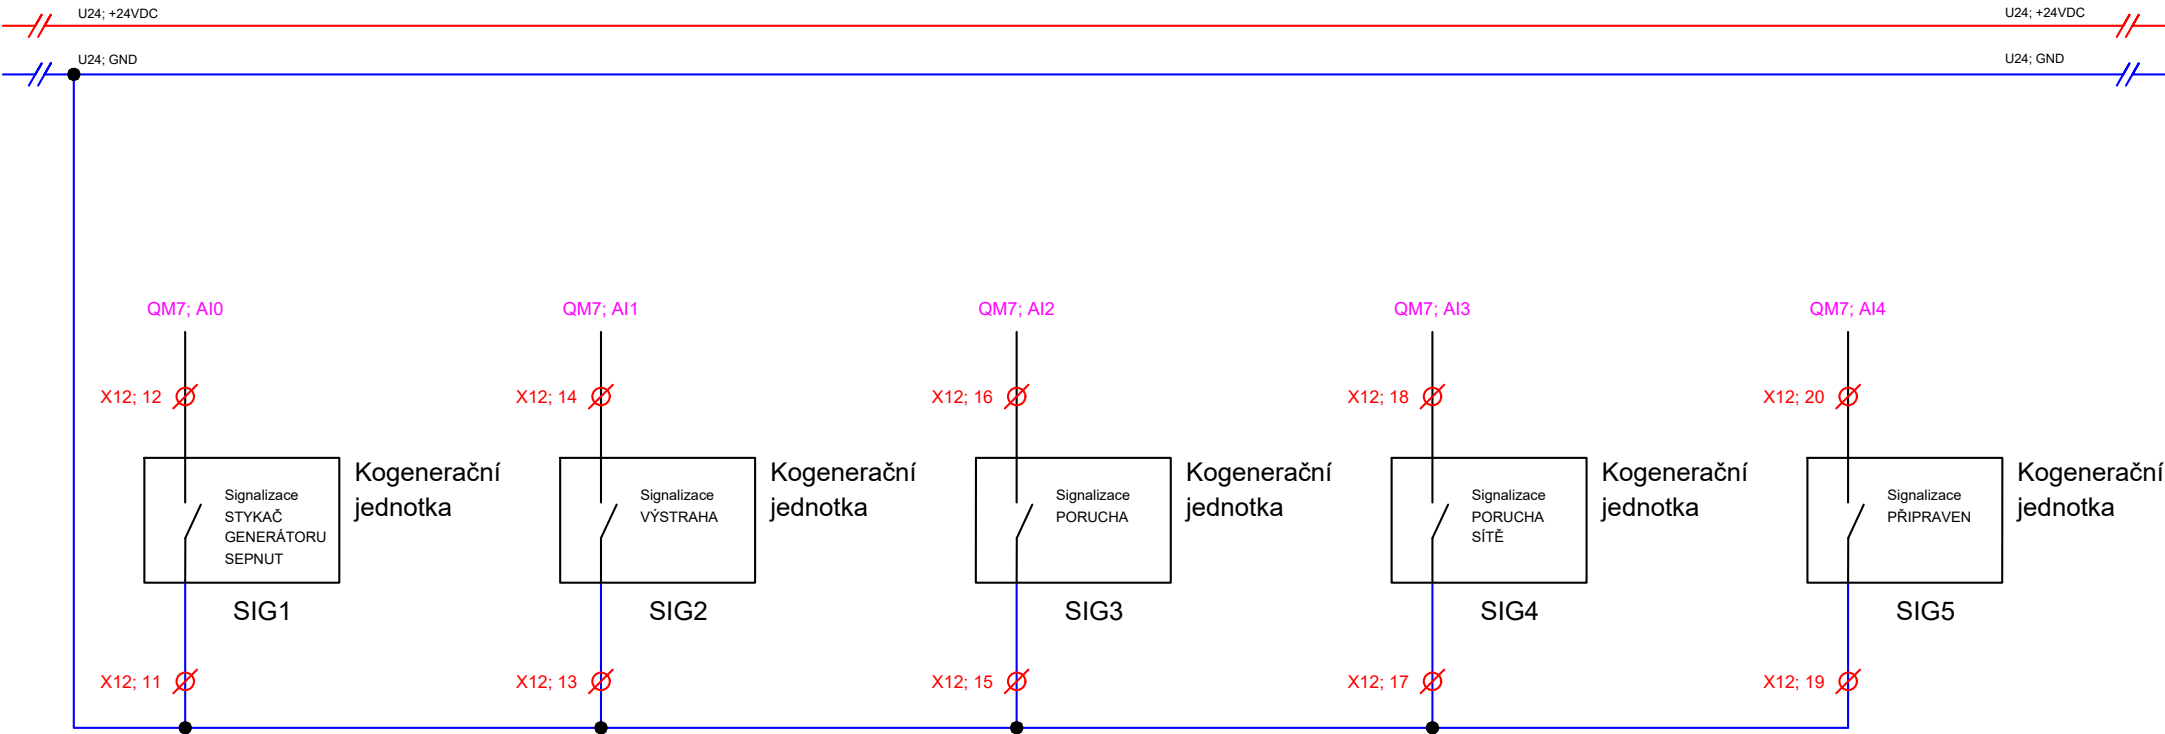 U24; +24VDC
U24; +24VDC
U24; GND
U24; GND
QM7; AI0
QM7; AI1
QM7; AI2
QM7; AI3
QM7; AI4
X12; 12
X12; 14
X12; 16
X12; 18
X12; 20
Signalizace
STYKAČ
GENERÁTORU
SEPNUT
Kogenerační
jednotka
SIG1
Signalizace
VÝSTRAHA
Kogenerační
jednotka
SIG2
Signalizace
PORUCHA
Kogenerační
jednotka
SIG3
Signalizace
PORUCHA
SÍTĚ
Kogenerační
jednotka
SIG4
Signalizace
PŘIPRAVEN
Kogenerační
jednotka
SIG5
X12; 11
X12; 13
X12; 15
X12; 17
X12; 19